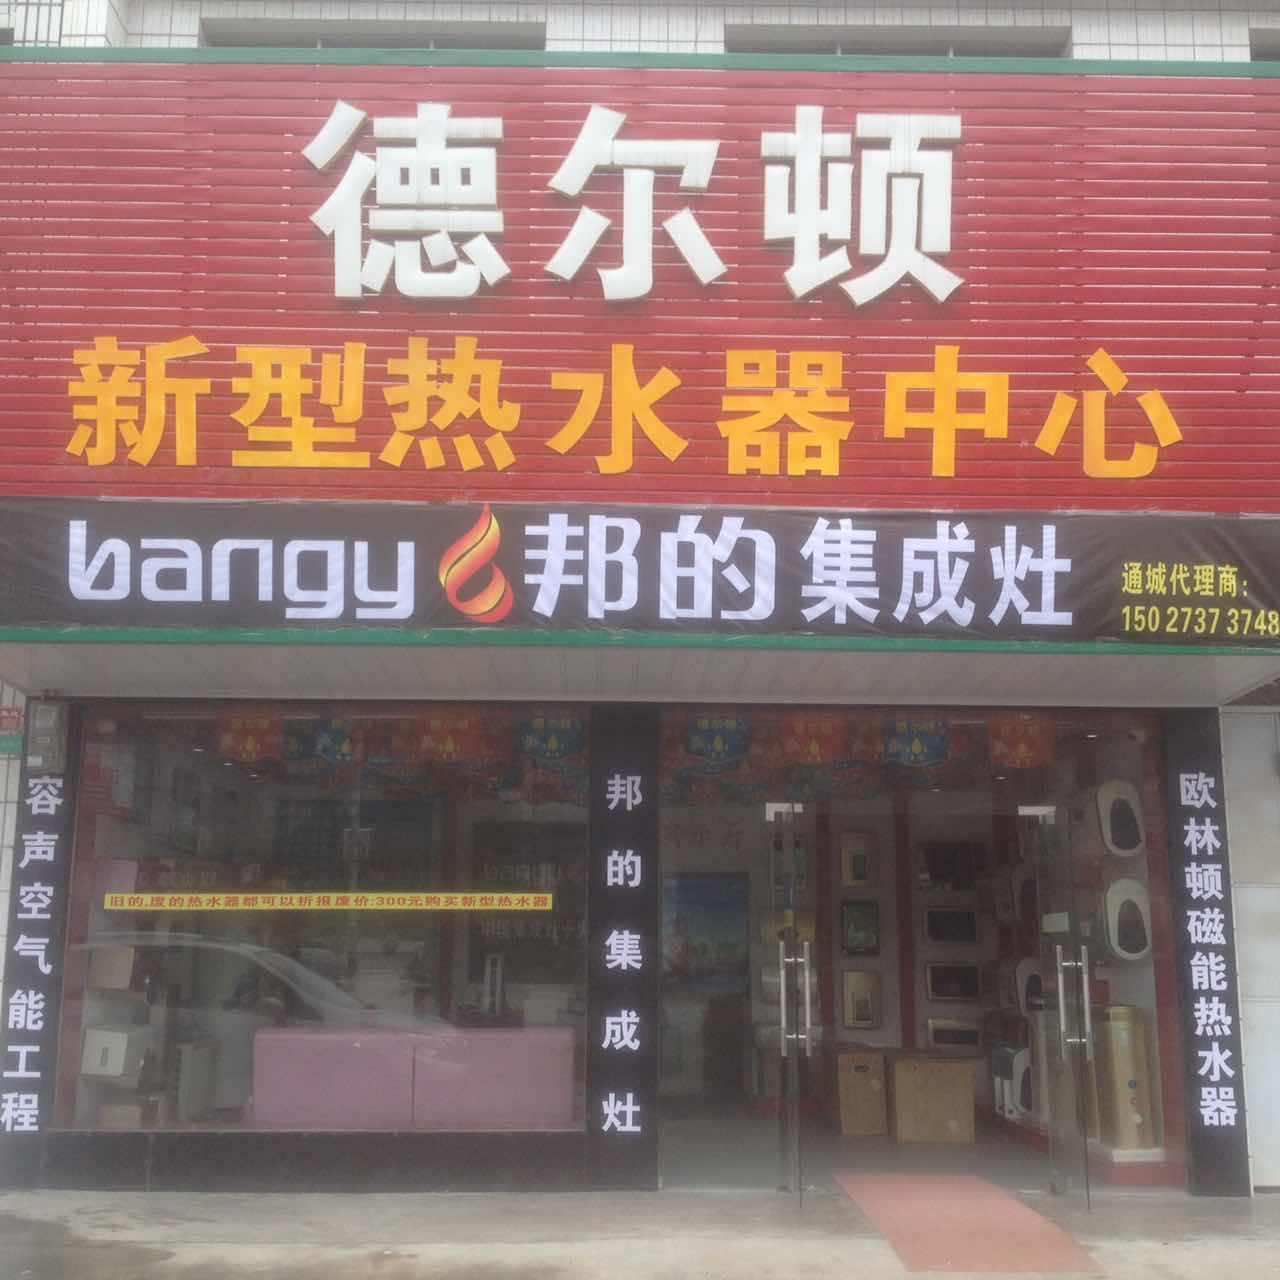 德尔顿
新型热水器中心
bangy 邦的集成灶
通城代理商:
150 2737 3748
容声空气能工程
邦的集成灶
欧林顿磁能热水器
旧的,废的热水器都可以折报废价:300元购买新型热水器